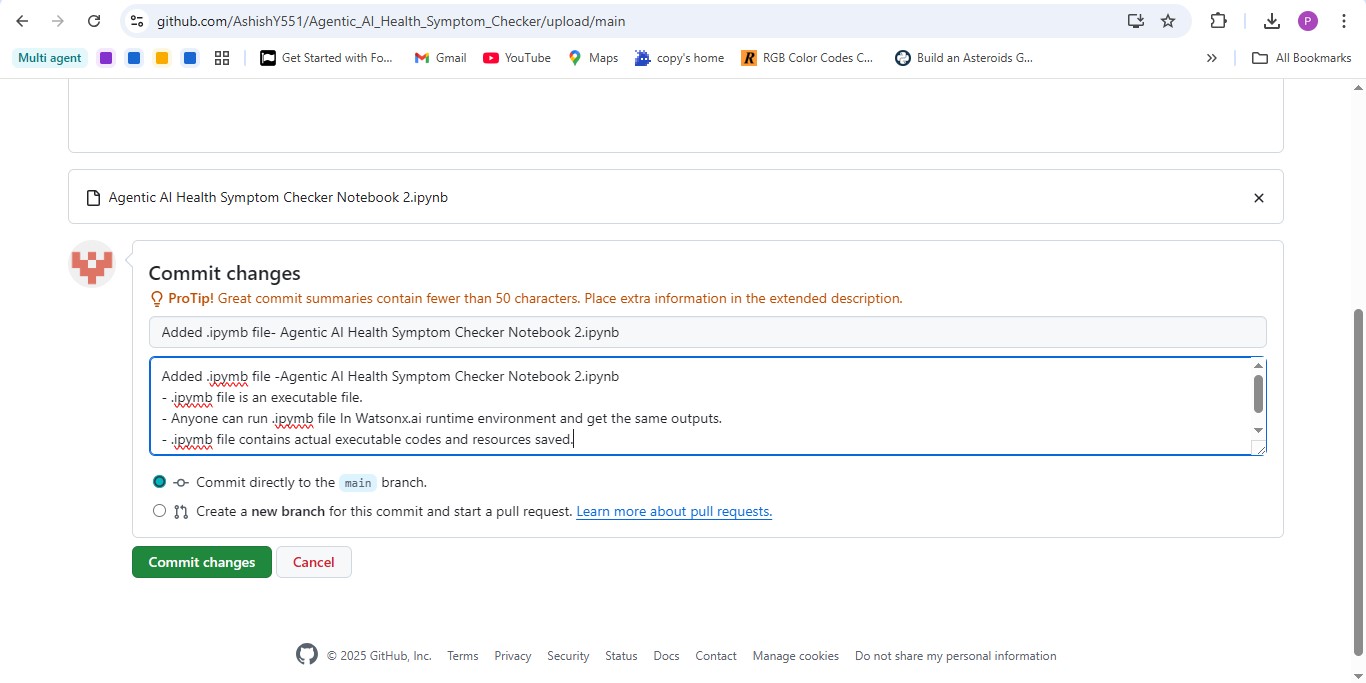 github.com/AshishY551/Agentic_AI_Health_Symptom_Checker/upload/main
P
Multi agent
Get Started with Fo...
Gmail
YouTube
Maps
copy's home
R RGB Color Codes C...
Build an Asteroids G...
»
All Bookmarks
Agentic AI Health Symptom Checker Notebook 2.ipynb
Commit changes
ProTip! Great commit summaries contain fewer than 50 characters. Place extra information in the extended description.
Added .ipymb file- Agentic AI Health Symptom Checker Notebook 2.ipynb
Added .ipymb file -Agentic AI Health Symptom Checker Notebook 2.ipynb
- .ipymb file is an executable file.
- Anyone can run .ipymb file In Watsonx.ai runtime environment and get the same outputs.
- .ipymb file contains actual executable codes and resources saved.
Commit directly to the main branch.
Create a new branch for this commit and start a pull request. Learn more about pull requests.
Commit changes
Cancel
© 2025 GitHub, Inc. Terms Privacy Security Status Docs Contact Manage cookies Do not share my personal information